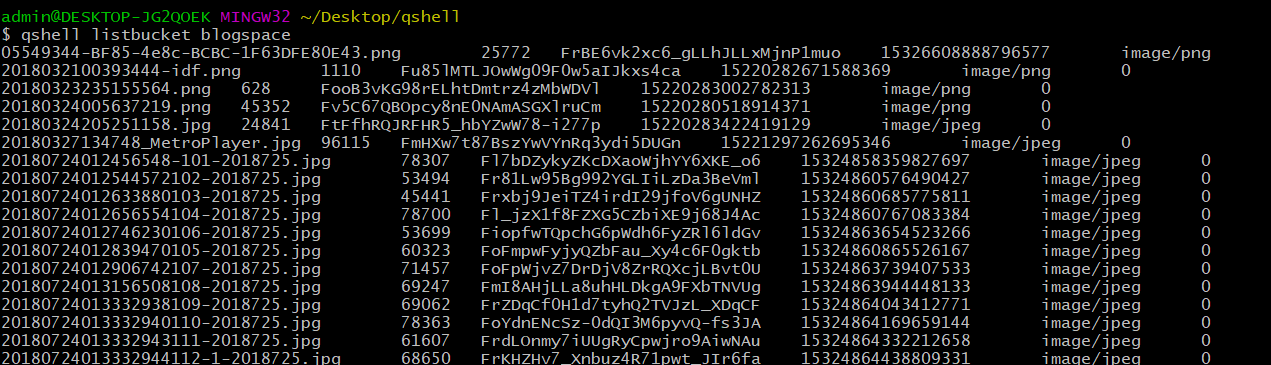 admin@DESKTOP-JG2QOEK MINGW32 ~/Desktop/qshell
$ qshell listbucket blogspace
05549344-BF85-4e8c-BCBC-1F63DFE80E43.png 25772 FrBE6vk2xc6_gLLhJLLxMjnP1muo 15326608888796577 image/png
2018032100393444-idf.png 1110 Fu85lMTLJOwWg09F0w5aIJkxs4ca 15220282671588369 image/png 0
20180323235155564.png 628 FooB3vKG98rELhtDmtrz4zMbWDVl 15220283002782313 image/png 0
20180324005637219.png 45352 Fv5C67QBOpcy8nE0NAmASGXlruCm 15220280518914371 image/png 0
20180324205251158.jpg 24841 FtFfhRQJRFHR5_hbYZwW78-i277p 15220283422419129 image/jpeg 0
20180327134748_MetroPlayer.jpg 96115 FmHXw7t87BszYwVYnRq3ydi5DUGn 15221297262695346 image/jpeg 0
20180724012456548-101-2018725.jpg 78307 Fl7bDZykyZKcDXaoWjhYY6XKE_o6 15324858359827697 image/jpeg 0
20180724012544572102-2018725.jpg 53494 Fr81Lw95Bg992YGLIiLzDa3BeVml 15324860576490427 image/jpeg 0
20180724012633880103-2018725.jpg 45441 Frxbj9JeiTZ4irdI29jfoV6gUNHZ 15324860685775811 image/jpeg 0
20180724012656554104-2018725.jpg 78700 Fl_jzX1f8FZXG5CZbiXE9j68J4Ac 15324860767083384 image/jpeg 0
20180724012746230106-2018725.jpg 53699 FiopfwTQpchG6pWdh6FyZRl6ldGv 15324863654523266 image/jpeg 0
20180724012839470105-2018725.jpg 60323 FoFmpwFyjyQZbFau_Xy4c6F0gktb 15324860865526167 image/jpeg 0
20180724012906742107-2018725.jpg 71457 FoFpWjvZ7DrDjV8ZrRQXcjLBvt0U 15324863739407533 image/jpeg 0
20180724013156508108-2018725.jpg 69247 FmI8AHjLLa8uhHLDkgA9FXbTNVUg 15324863944448133 image/jpeg 0
20180724013332938109-2018725.jpg 69062 FrZDqCfOH1d7tyhQ2TVJzL_XDqCF 15324864043412771 image/jpeg 0
20180724013332940110-2018725.jpg 78363 FoYdnENcSz-OdQI3M6pyvQ-fs3JA 15324864169659144 image/jpeg 0
20180724013332943111-2018725.jpg 61607 FrdLOnmy7iUUgRyCpwjro9AiwNAu 15324864332212658 image/jpeg 0
20180724013332944112-1-2018725.jpg 68650 FrKHZHv7_Xnbuz4R71pwt_JIr6fa 15324864438809331 image/jpeg 0